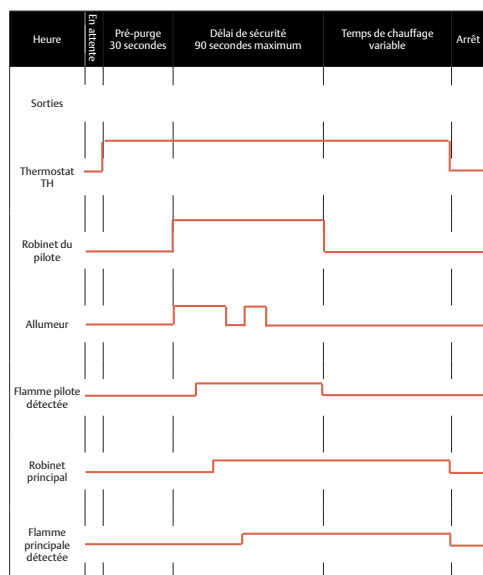 Heure
En attente
Pré-purge
30 secondes
Délai de sécurité
90 secondes maximum
Temps de chauffage
variable
Arrêt
Sorties
Thermostat
TH
Robinet du
pilote
Allumeur
Flamme pilote
détectée
Robinet
principal
Flamme
principale
détectée